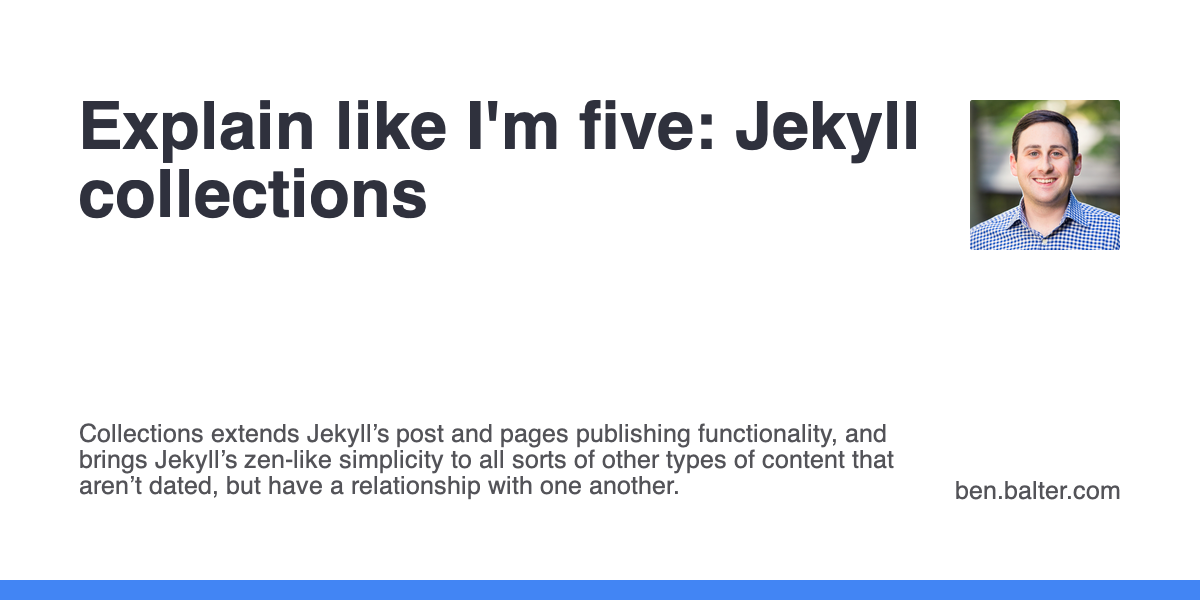 Explain like I'm five: Jekyll
collections
Collections extends Jekyll’s post and pages publishing functionality, and
brings Jekyll’s zen-like simplicity to all sorts of other types of content that
aren’t dated, but have a relationship with one another.
ben.balter.com